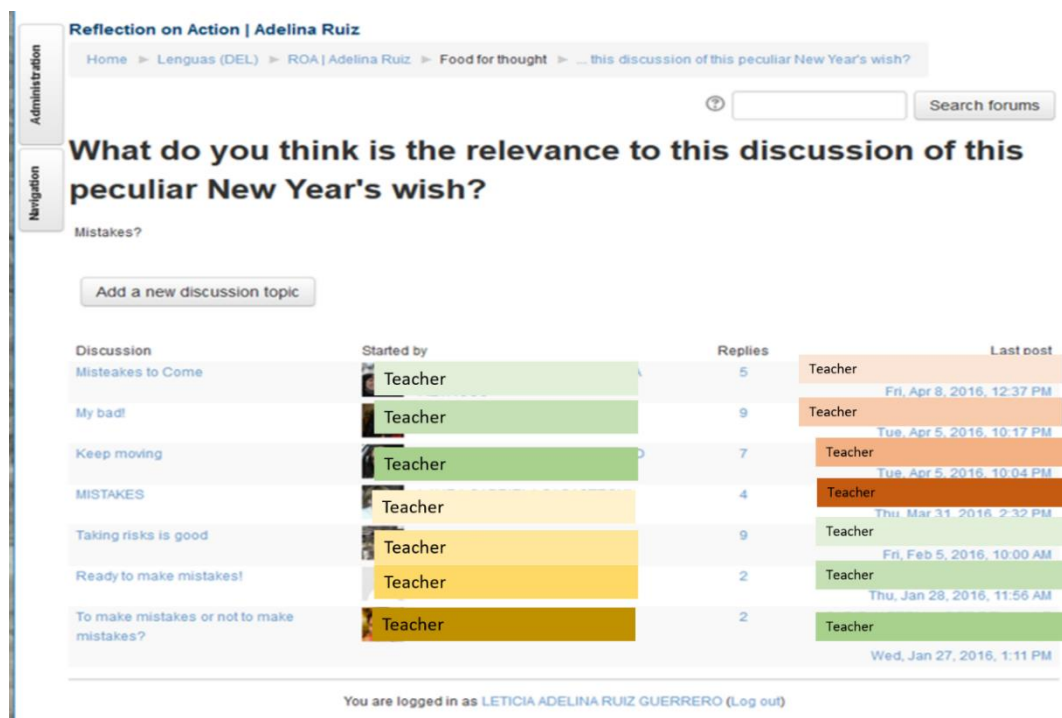 Reflection on Action | Adelina Ruiz
Home ► Lenguas (DEL) ► ROA | Adelina Ruiz ► Food for thought ► ... this discussion of this peculiar New Year's wish?
Administration
Navigation
Search forums
What do you think is the relevance to this discussion of this
peculiar New Year's wish?
Mistakes?
Add a new discussion topic
Discussion Started by Replies Last post
Misteakes to Come Teacher 5 Teacher
Fri, Apr 8, 2016, 12:37 PM
My bad! Teacher 9 Teacher
Tue, Apr 5, 2016, 10:17 PM
Keep moving Teacher 7 Teacher
Tue, Apr 5, 2016, 10:04 PM
MISTAKES Teacher 4 Teacher
Thu, Mar 31, 2016, 2:32 PM
Taking risks is good Teacher 9 Teacher
Fri, Feb 5, 2016, 10:00 AM
Ready to make mistakes! Teacher 2 Teacher
Thu, Jan 28, 2016, 11:56 AM
To make mistakes or not to make Teacher 2 Teacher
mistakes?
Wed, Jan 27, 2016, 1:11 PM
You are logged in as LETICIA ADELINA RUIZ GUERRERO (Log out)